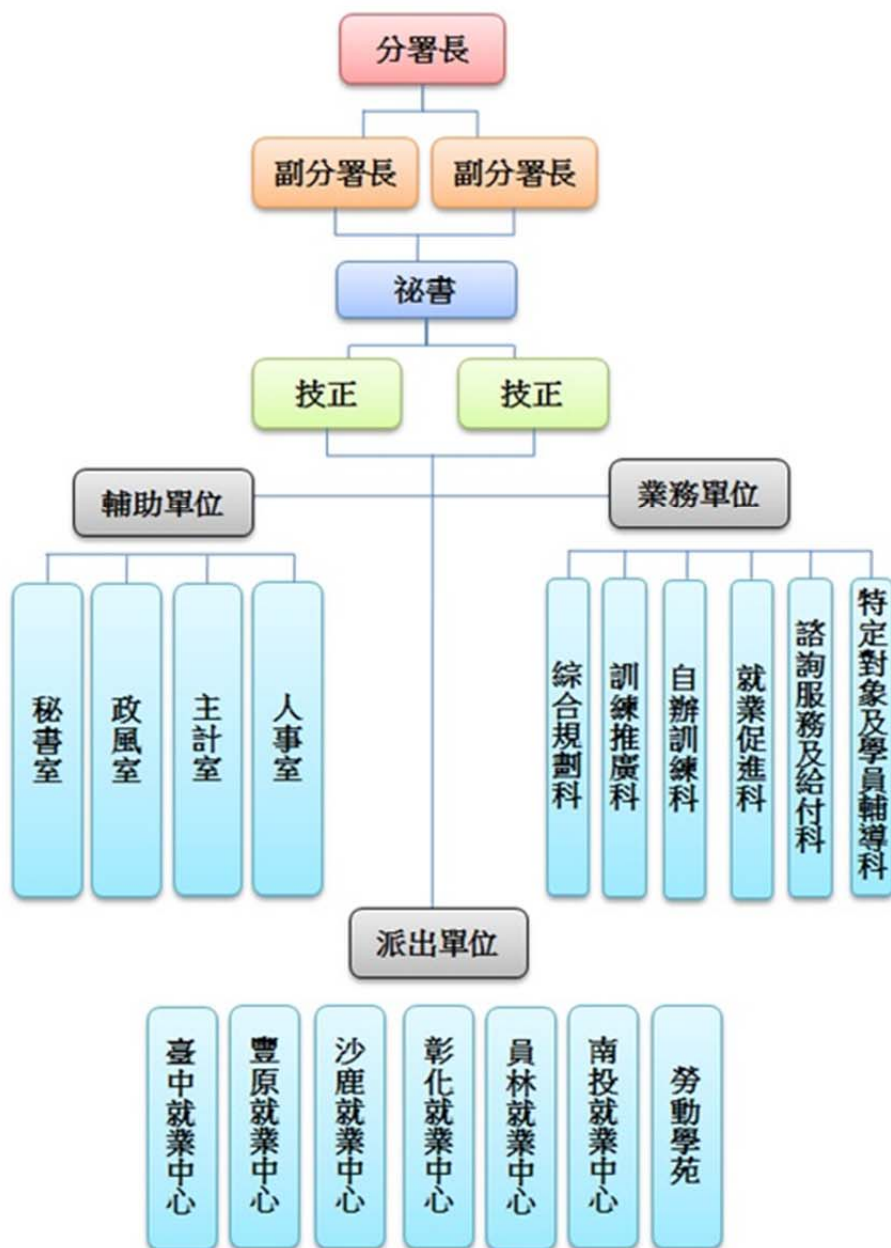 分署長
副分署長
副分署長
祕書
技正
技正
輔助單位
業務單位
秘書室
政風室
主計室
人事室
綜合規劃科
訓練推廣科
自辦訓練科
就業促進科
諮詢服務及給付科
特定對象及學員輔導科
派出單位
臺中就業中心
豐原就業中心
沙鹿就業中心
彰化就業中心
員林就業中心
南投就業中心
勞動學苑